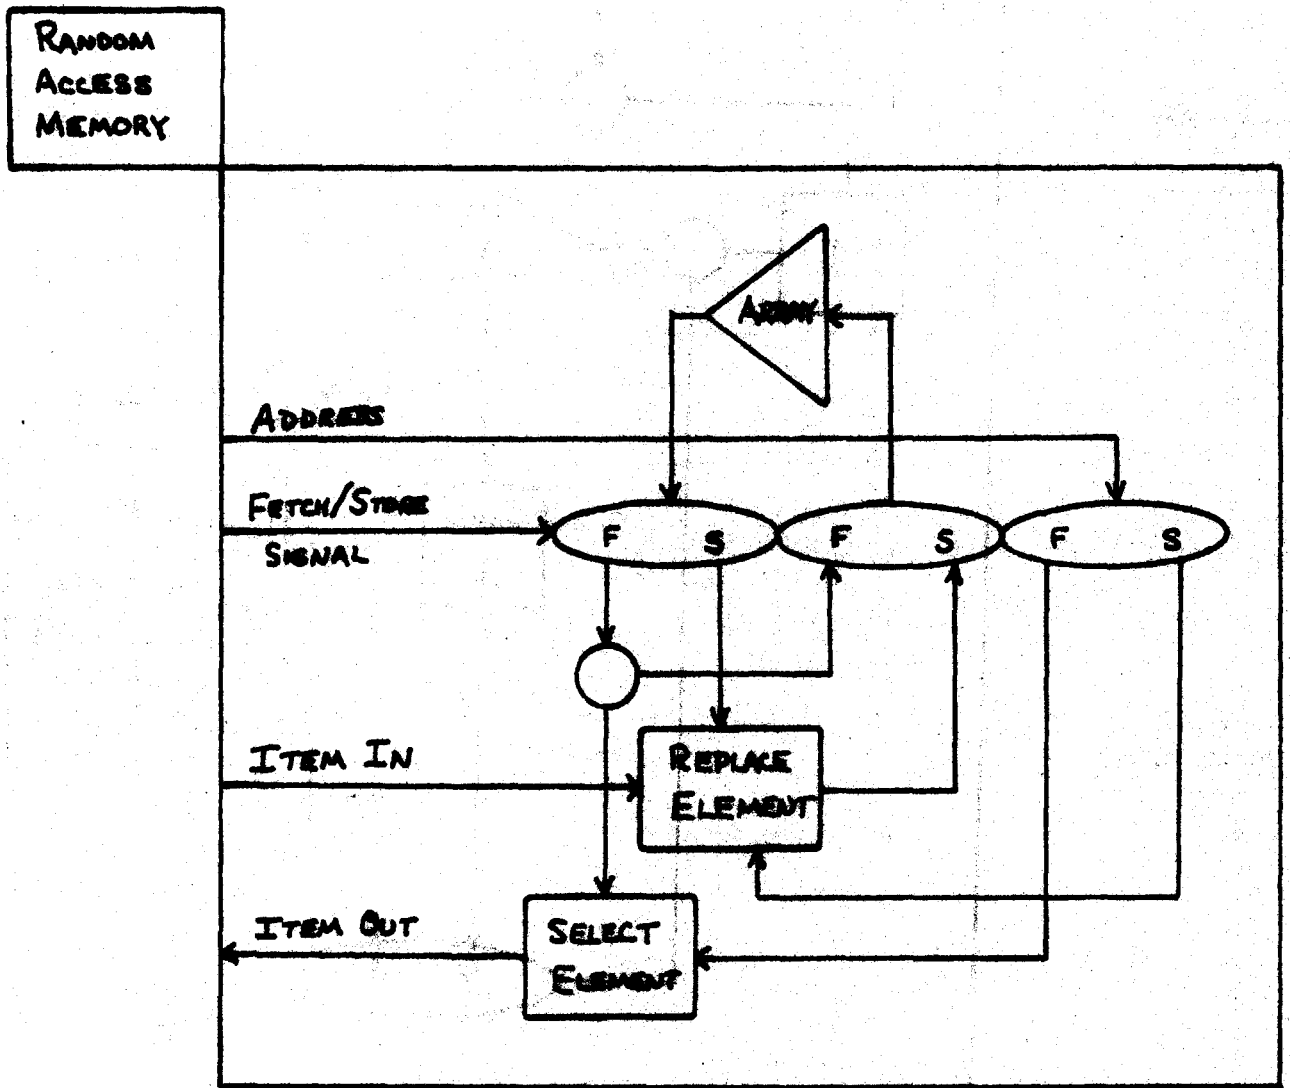 RANDOM
ACCESS
MEMORY
ARRAY
ADDRESS
FETCH/STORE
SIGNAL
F S F S F S
ITEM IN
REPLACE
ELEMENT
ITEM OUT
SELECT
ELEMENT